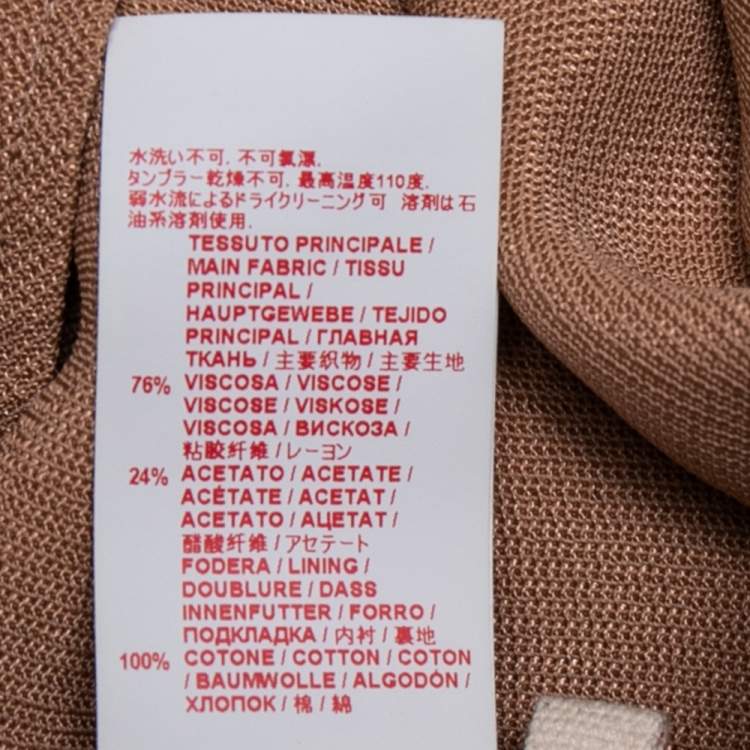 水洗い不可. 不可氯漂.
タンブラー乾燥不可. 最高温度110度.
弱水流によるドライクリーニング可 溶剤は石
油系溶剤使用.
TESSUTO PRINCIPALE /
MAIN FABRIC / TISSU
PRINCIPAL /
HAUPTGEWEBE / TEJIDO
PRINCIPAL / ГЛАВНАЯ
ТКАНЬ / 主要织物 / 主要生地
76% VISCOSA / VISCOSE /
VISCOSE / VISKOSE /
VISCOSA / ВИСКОЗА /
粘胶纤维 / レーヨン
24% ACETATO / ACETATE /
ACÉTATE / ACETAT /
ACETATO / АЦЕТАТ /
醋酸纤维 / アセテート
FODERA / LINING /
DOUBLURE / DASS
INNENFUTTER / FORRO /
ПОДКЛАДКА / 内衬 / 裏地
100% COTONE / COTTON / COTON
/ BAUMWOLLE / ALGODÓN /
ХЛОПОК / 棉 / 綿